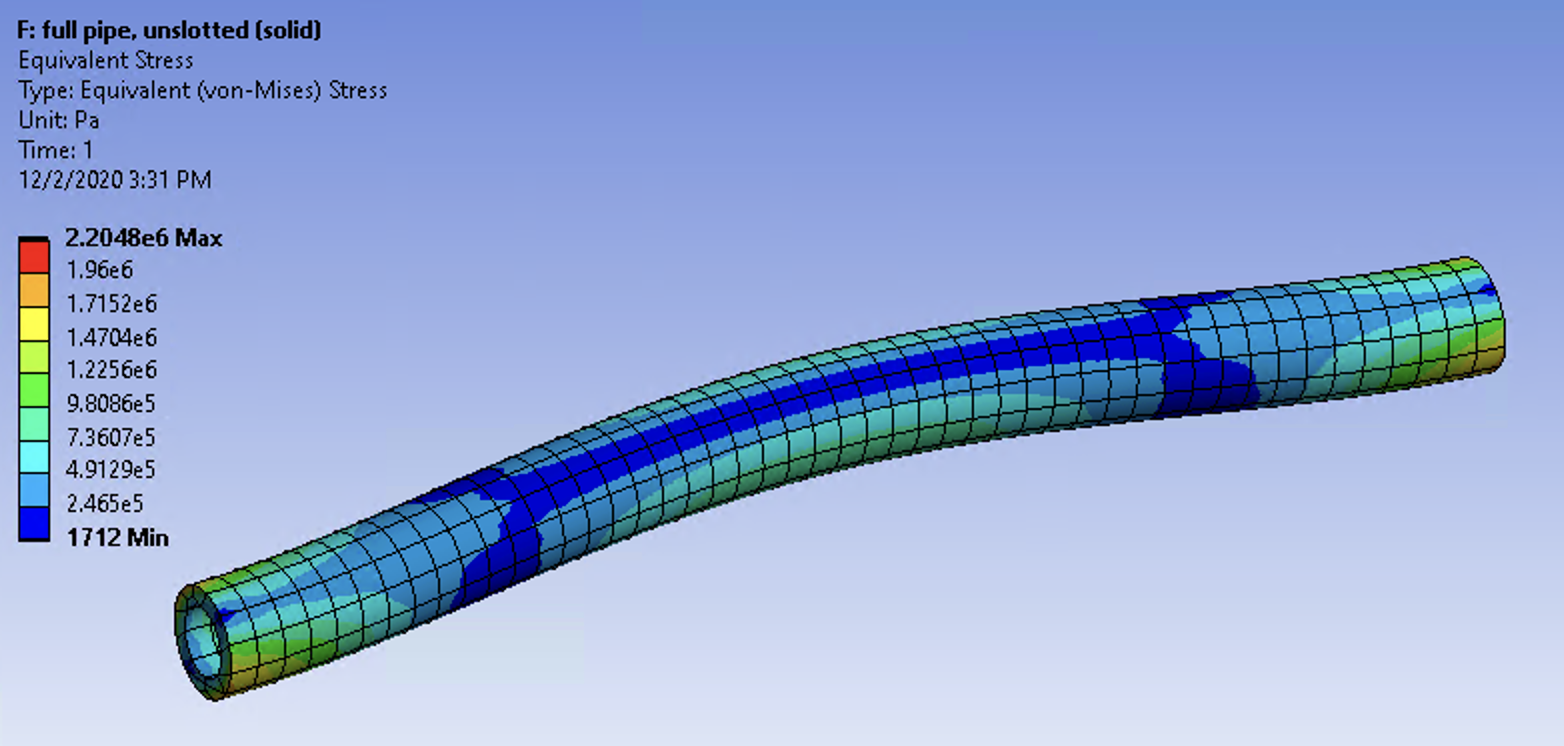 F: full pipe, unslotted (solid)
Equivalent Stress
Type: Equivalent (von-Mises) Stress
Unit: Pa
Time: 1
12/2/2020 3:31 PM
2.2048e6 Max
1.96e6
1.7152e6
1.4704e6
1.2256e6
9.8086e5
7.3607e5
4.9129e5
2.465e5
1712 Min